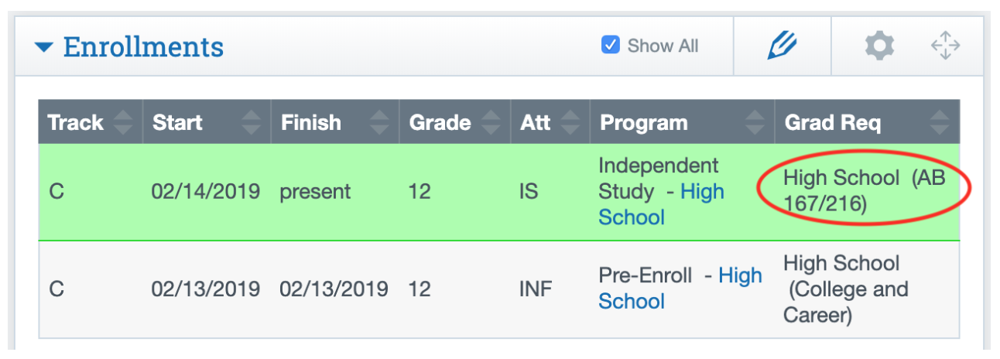 Enrollments
Show All
Track Start Finish Grade Att Program Grad Req
Independent
Study - High
School
C 02/14/2019 present 12 IS
High School (AB
167/216)
Pre-Enroll - High
School
C 02/13/2019 02/13/2019 12 INF
High School
(College and
Career)